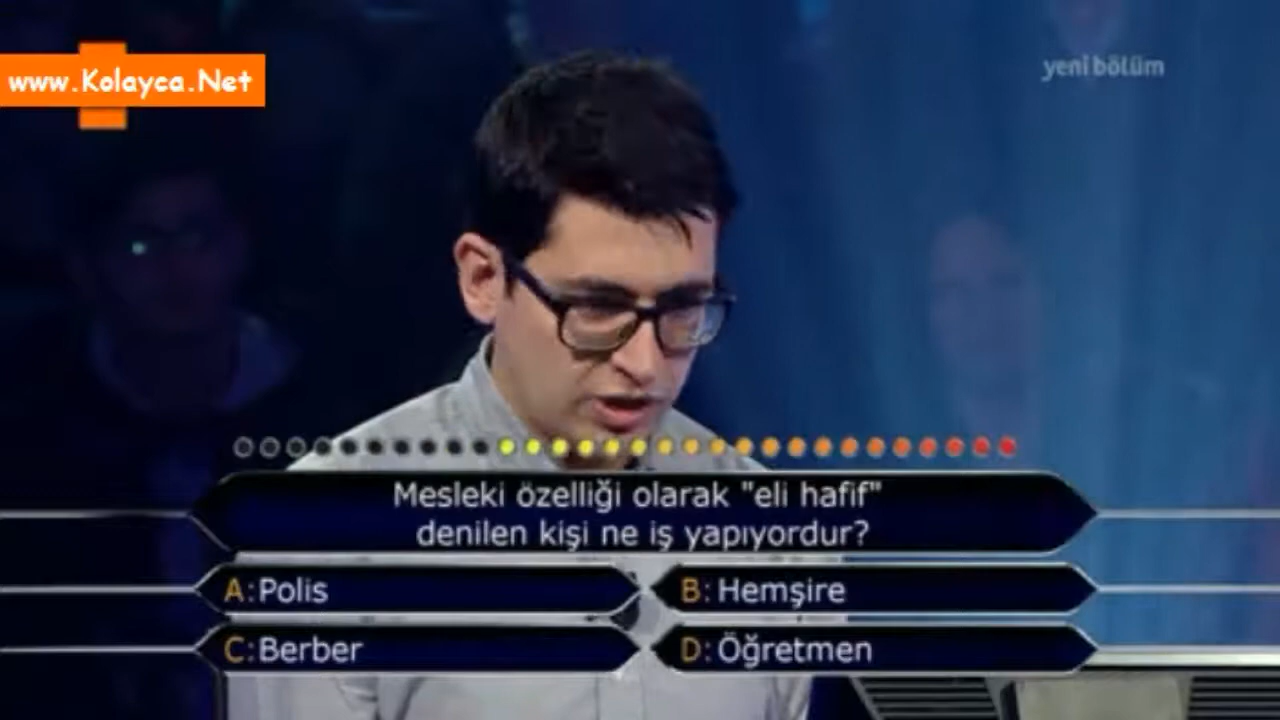 www.Kolayca.Net
yeni bölüm
Mesleki özelliği olarak "eli hafif"
denilen kişi ne iş yapıyordur?
A: Polis
B: Hemşire
C: Berber
D: Öğretmen